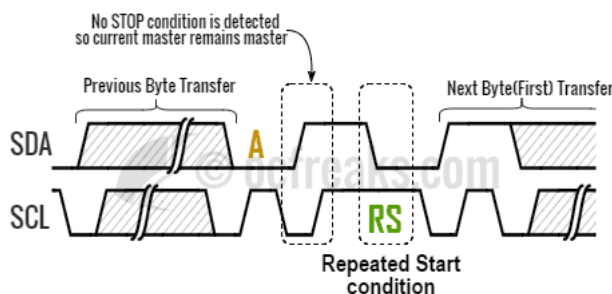 No STOP condition is detected
so current master remains master
Previous Byte Transfer
Next Byte(First) Transfer
SDA
A
© ocfreaks.com
SCL
RS
Repeated Start
condition